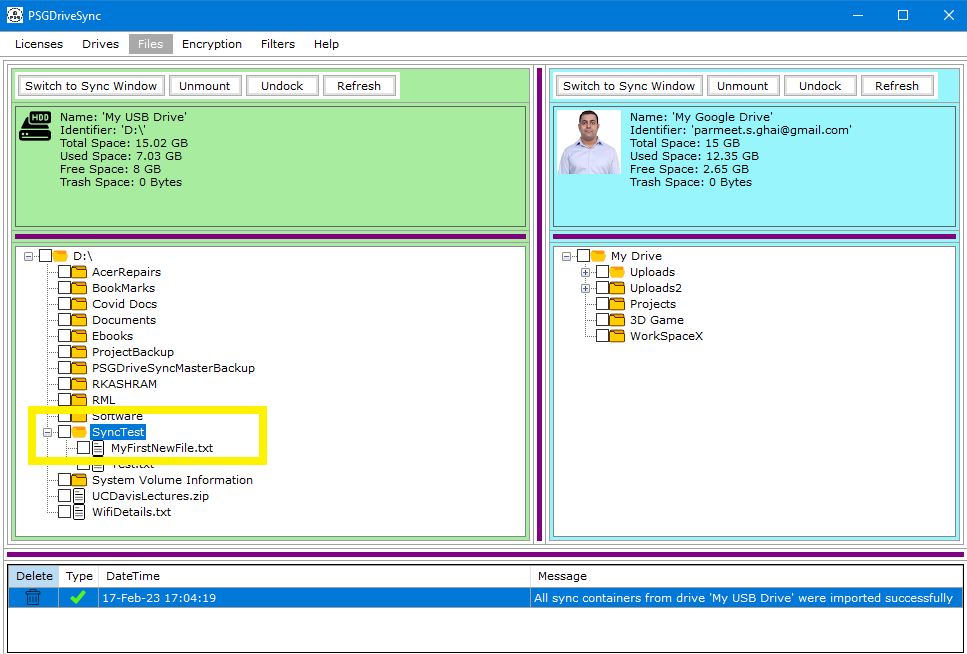 PSGDriveSync
Licenses Drives Files Encryption Filters Help
Switch to Sync Window Unmount Undock Refresh
HDD
Name: 'My USB Drive'
Identifier: 'D:\'
Total Space: 15.02 GB
Used Space: 7.03 GB
Free Space: 8 GB
Trash Space: 0 Bytes
D:\
AcerRepairs
BookMarks
Covid Docs
Documents
Ebooks
ProjectBackup
PSGDriveSyncMasterBackup
RKASHRAM
RML
Software
SyncTest
MyFirstNewFile.txt
Test.txt
System Volume Information
UCDavisLectures.zip
WifiDetails.txt
Switch to Sync Window Unmount Undock Refresh
Name: 'My Google Drive'
Identifier: 'parmeet.s.ghai@gmail.com'
Total Space: 15 GB
Used Space: 12.35 GB
Free Space: 2.65 GB
Trash Space: 0 Bytes
My Drive
Uploads
Uploads2
Projects
3D Game
WorkSpaceX
Delete Type DateTime Message
17-Feb-23 17:04:19 All sync containers from drive 'My USB Drive' were imported successfully